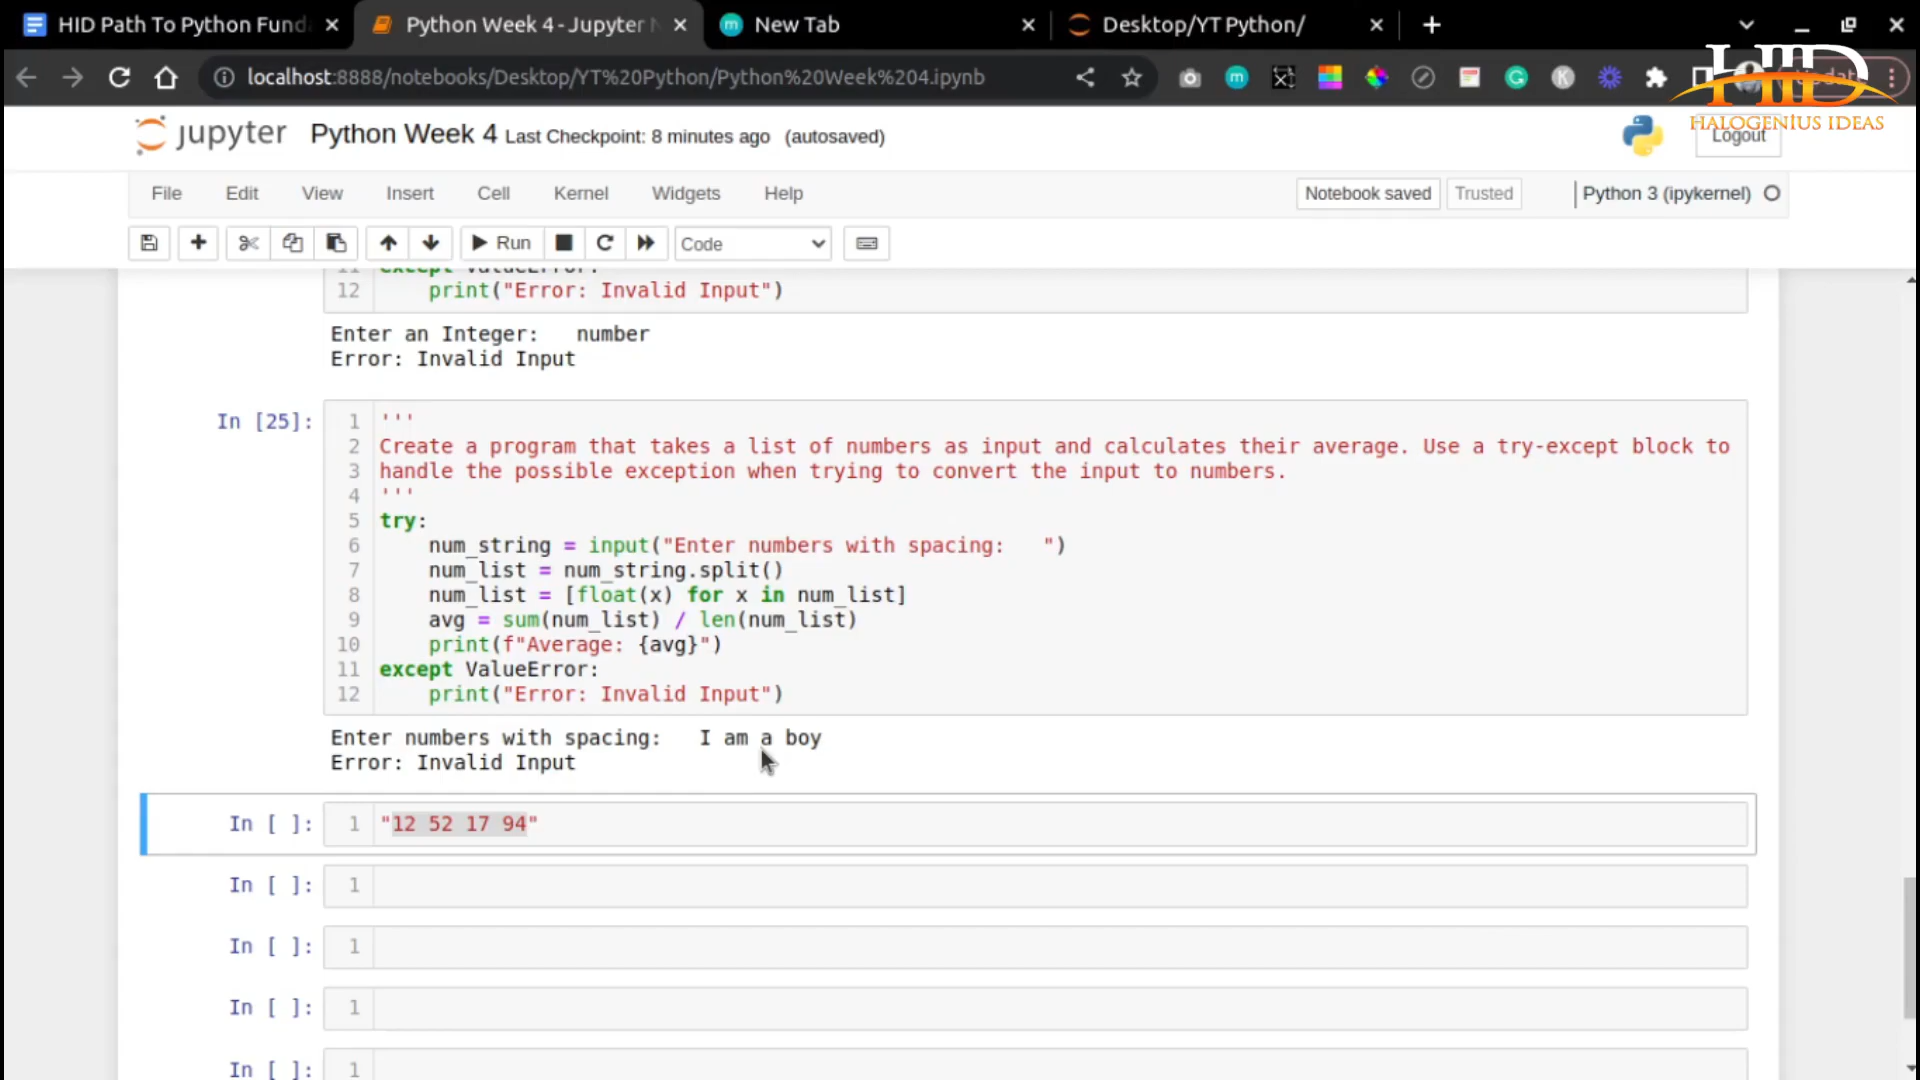 HID Path To Python Fund
Python Week 4 - Jupyter N
New Tab
Desktop/YT Python/
localhost:8888/notebooks/Desktop/YT%20Python/Python%20Week%204.ipynb
HID
HALOGENIUS IDEAS
jupyter
Python Week 4 Last Checkpoint: 8 minutes ago (autosaved)
Logout
File Edit View Insert Cell Kernel Widgets Help
Notebook saved
Trusted
Python 3 (ipykernel)
Run
Code
11 except ValueError:
12 print("Error: Invalid Input")
Enter an Integer: number
Error: Invalid Input
In [25]:
1 '''
2 Create a program that takes a list of numbers as input and calculates their average. Use a try-except block to
3 handle the possible exception when trying to convert the input to numbers.
4 '''
5 try:
6 num_string = input("Enter numbers with spacing: ")
7 num_list = num_string.split()
8 num_list = [float(x) for x in num_list]
9 avg = sum(num_list) / len(num_list)
10 print(f"Average: {avg}")
11 except ValueError:
12 print("Error: Invalid Input")
Enter numbers with spacing: I am a boy
Error: Invalid Input
In [ ]: 1 "12 52 17 94"
In [ ]: 1
In [ ]: 1
In [ ]: 1
In [ ]: 1